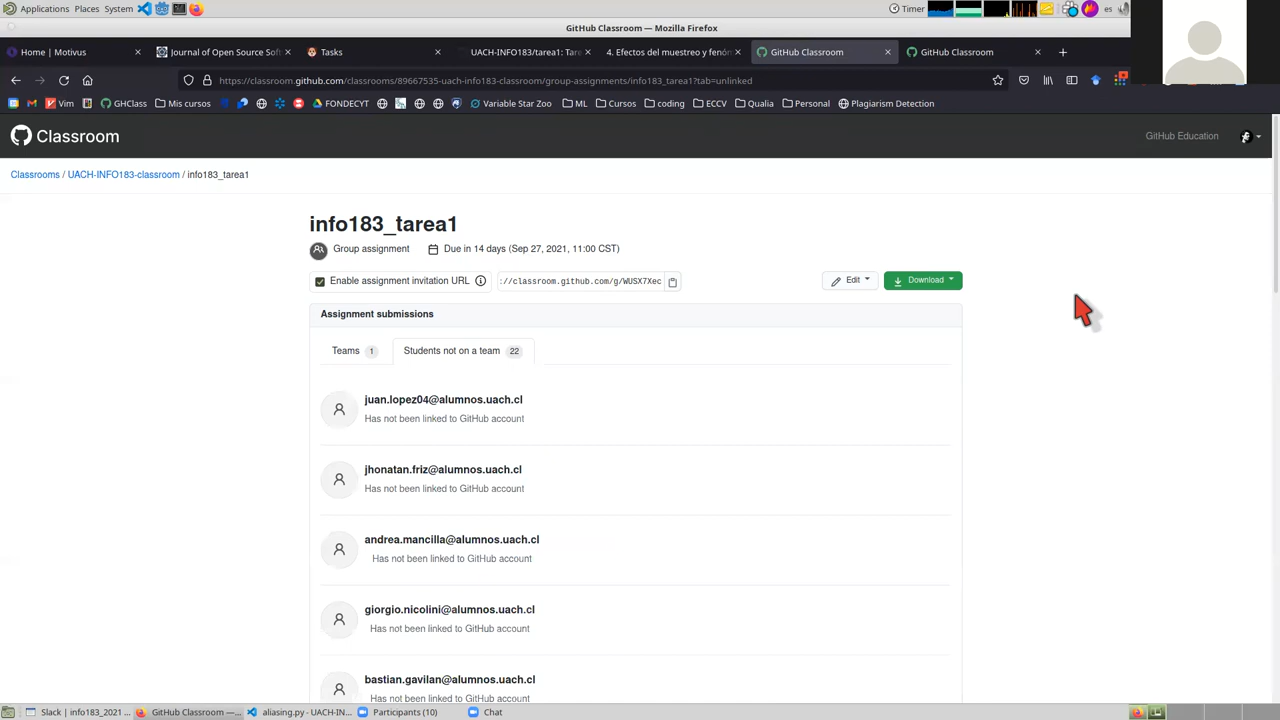 Applications Places System Timer es
GitHub Classroom — Mozilla Firefox
Home | Motivus Journal of Open Source Soft Tasks UACH-INFO183/tarea1: Tare 4. Efectos del muestreo y fenóm GitHub Classroom GitHub Classroom
https://classroom.github.com/classrooms/89667535-uach-info183-classroom/group-assignments/info183_tarea1?tab=unlinked
Vim GHClass Mis cursos FONDECYT Variable Star Zoo ML Cursos coding ECCV Qualia Personal Plagiarism Detection
Classroom GitHub Education
Classrooms / UACH-INFO183-classroom / info183_tarea1
info183_tarea1
Group assignment Due in 14 days (Sep 27, 2021, 11:00 CST)
Enable assignment invitation URL ://classroom.github.com/g/WUSX7Xec Edit Download
Assignment submissions
Teams 1 Students not on a team 22
juan.lopez04@alumnos.uach.cl
Has not been linked to GitHub account
jhonatan.friz@alumnos.uach.cl
Has not been linked to GitHub account
andrea.mancilla@alumnos.uach.cl
Has not been linked to GitHub account
giorgio.nicolini@alumnos.uach.cl
Has not been linked to GitHub account
bastian.gavilan@alumnos.uach.cl
Has not been linked to GitHub account
Slack | info183_2021 ... GitHub Classroom —... aliasing.py - UACH-IN... Participants (10) Chat